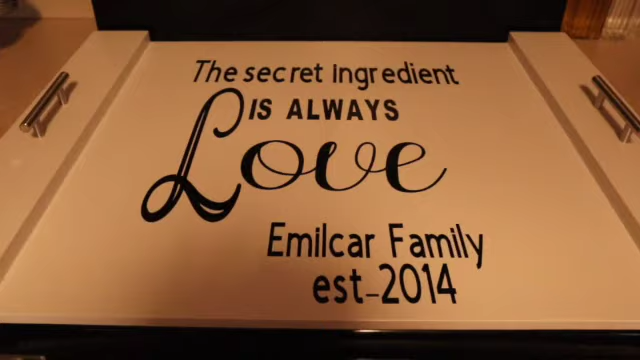 The secret ingredient
IS ALWAYS
Love
Emilcar Family
est-2014